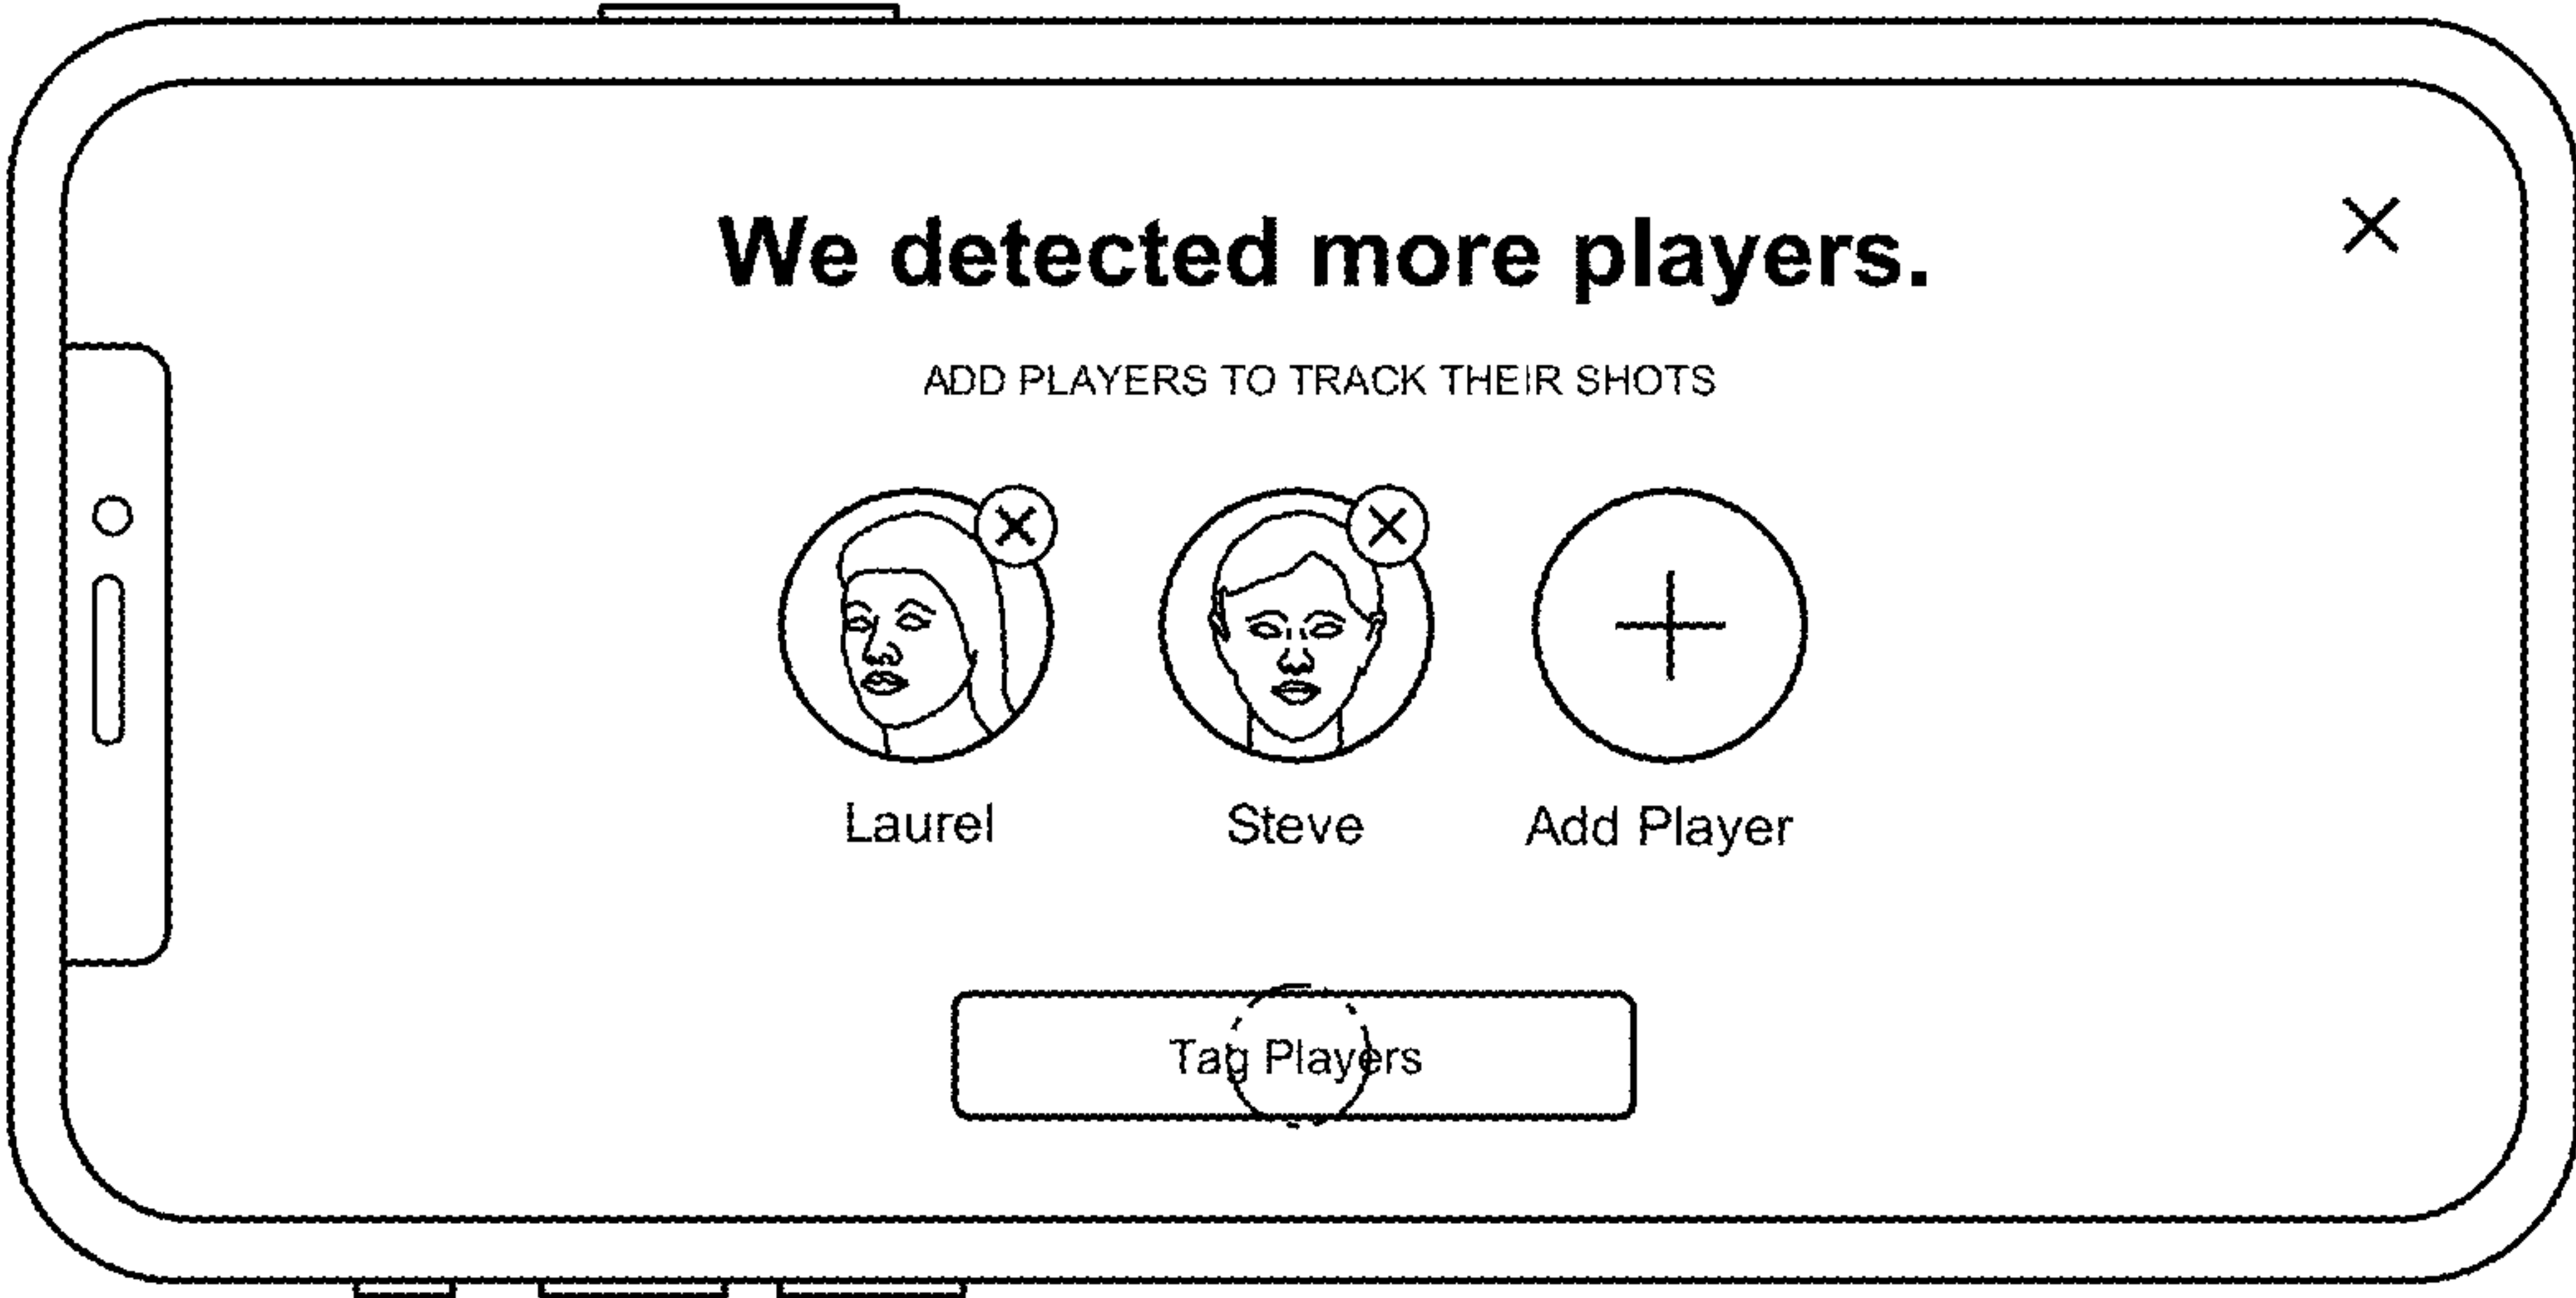 We detected more players.
ADD PLAYERS TO TRACK THEIR SHOTS
Laurel
Steve
Add Player
Tag Players